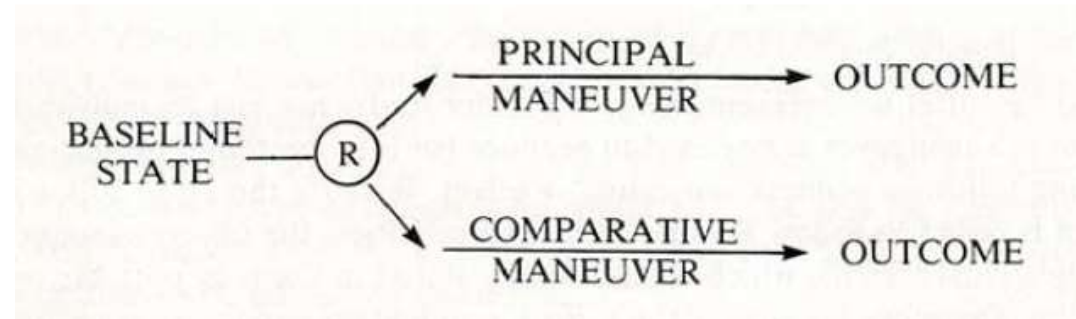 PRINCIPAL
MANEUVER
OUTCOME
BASELINE
STATE
R
COMPARATIVE
MANEUVER
OUTCOME